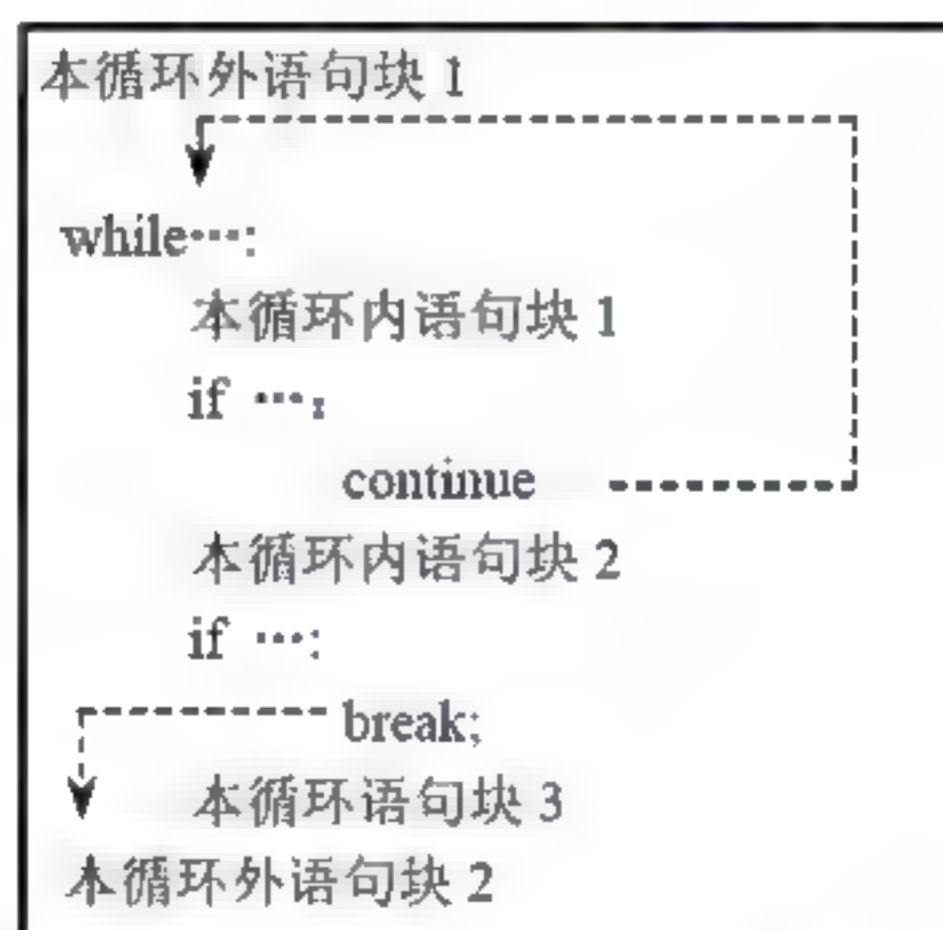 本循环外语句块 1
while…:
本循环内语句块 1
if …:
continue
本循环内语句块 2
if …:
break;
本循环语句块 3
本循环外语句块 2